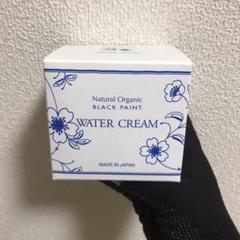 Natural Organic
BLACK PAINT
WATER CREAM
MADE IN JAPAN